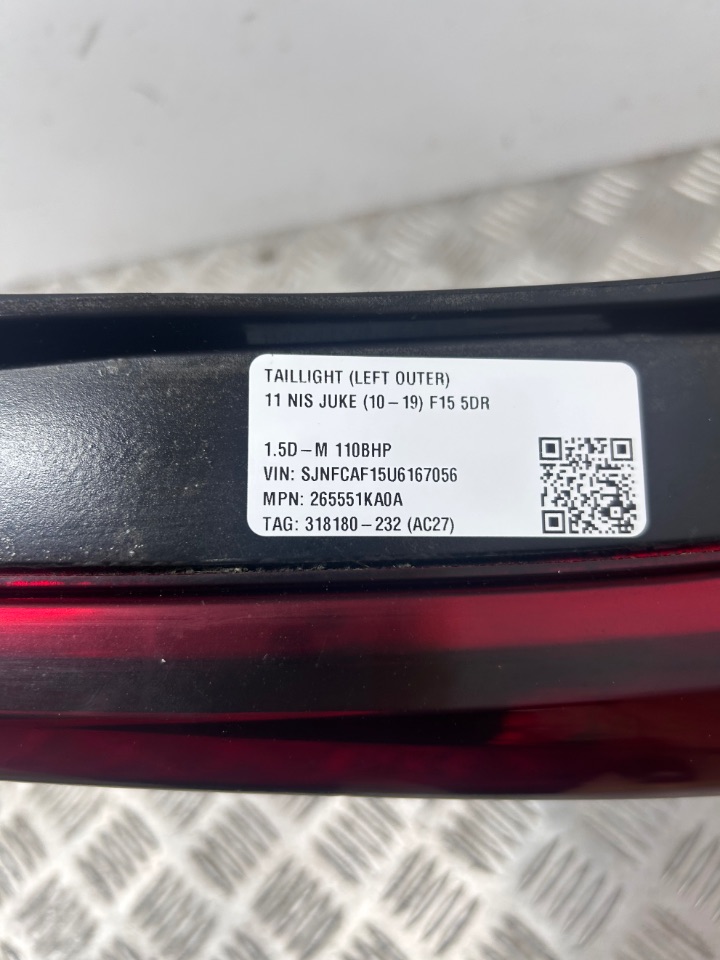 TAILLIGHT (LEFT OUTER)
11 NIS JUKE (10-19) F15 5DR
1.5D-M 110BHP
VIN: SJNFCAF15U6167056
MPN: 265551KA0A
TAG: 318180-232 (AC27)